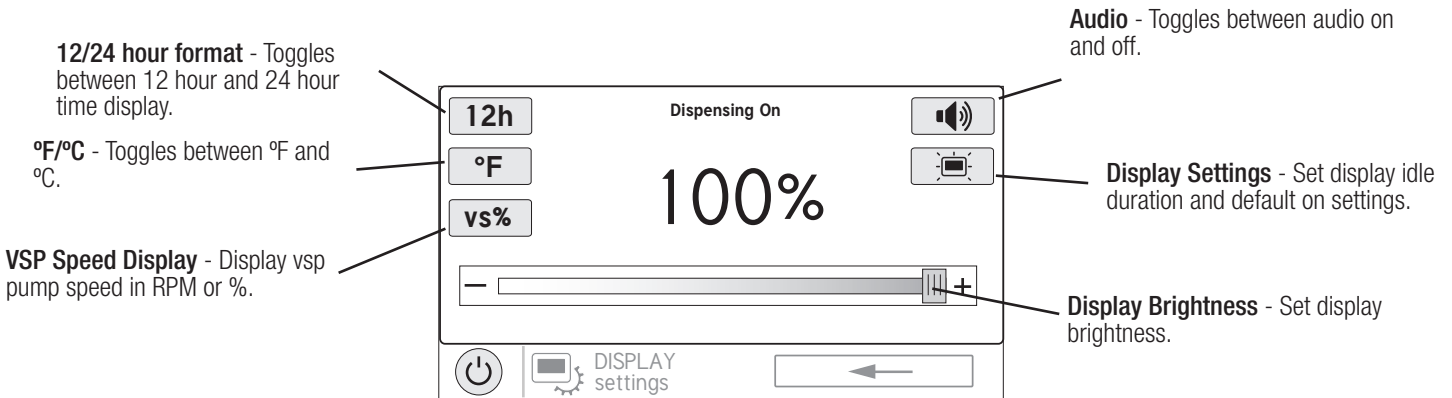 Audio - Toggles between audio on
and off.
12/24 hour format - Toggles
between 12 hour and 24 hour
time display.
ºF/ºC - Toggles between ºF and
ºC.
VSP Speed Display - Display vsp
pump speed in RPM or %.
12h
ºF
vs%
Dispensing On
100%
− +
DISPLAY
settings
Display Settings - Set display idle
duration and default on settings.
Display Brightness - Set display
brightness.